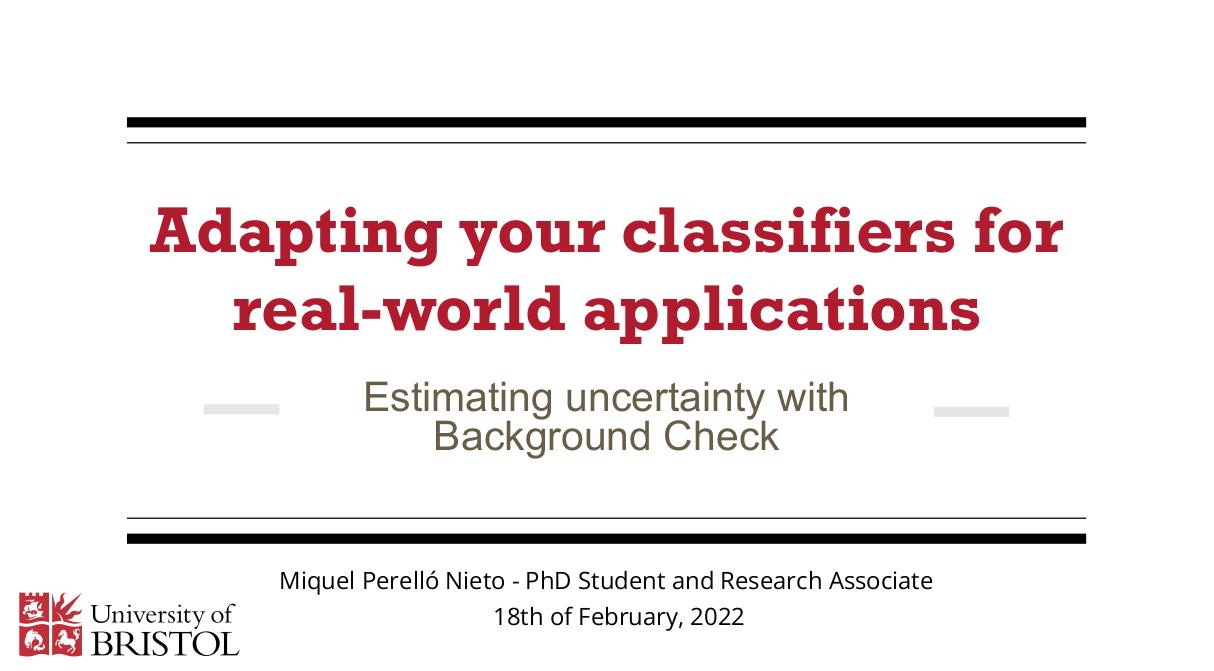 Adapting your classifiers for
real-world applications
Estimating uncertainty with
Background Check
Miquel Perelló Nieto - PhD Student and Research Associate
18th of February, 2022
University of
BRISTOL